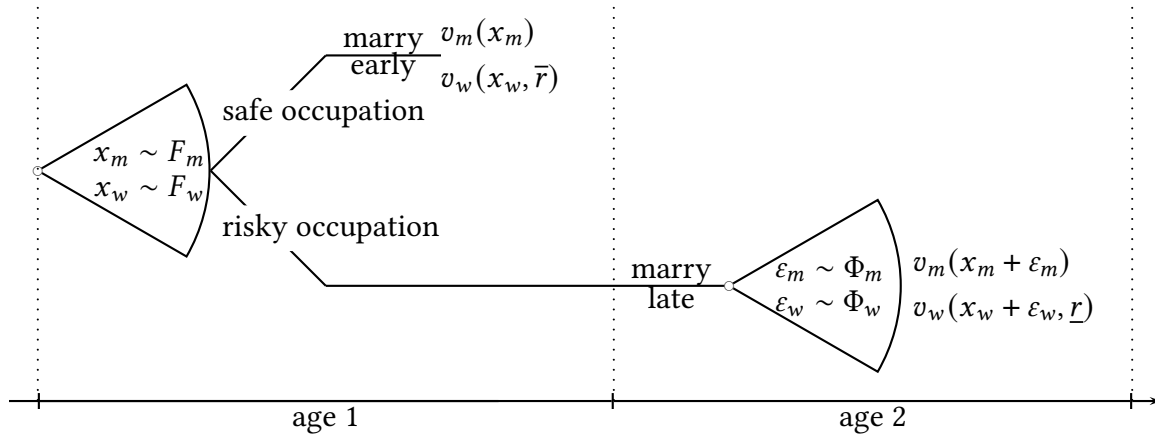 marry
early
v_m(x_m)
v_w(x_w, r̅)
safe occupation
x_m ∼ F_m
x_w ∼ F_w
risky occupation
marry
late
ε_m ∼ Φ_m
ε_w ∼ Φ_w
v_m(x_m + ε_m)
v_w(x_w + ε_w, r̲)
age 1
age 2